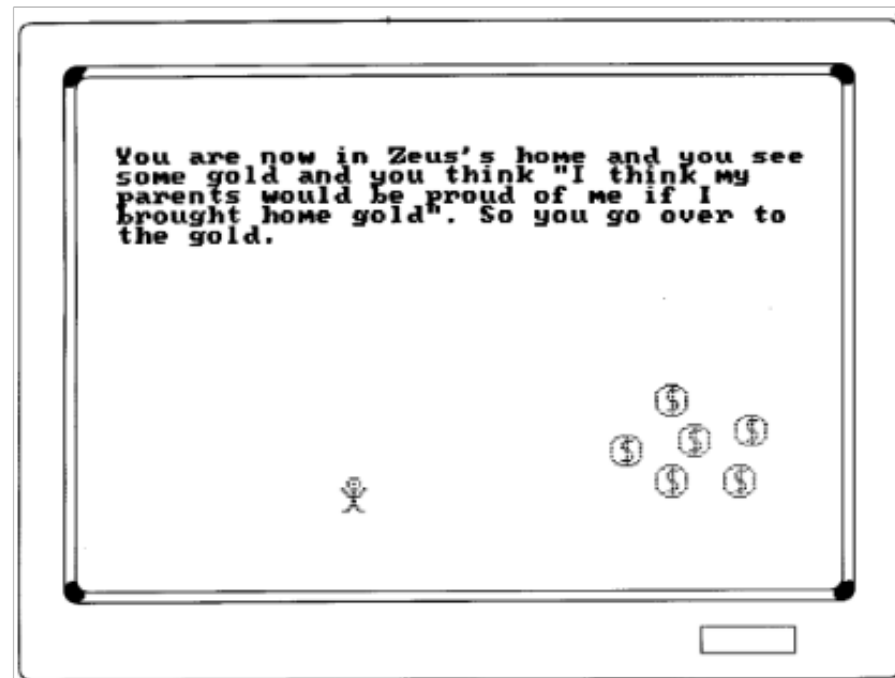 You are now in Zeus's home and you see
some gold and you think "I think my
parents would be proud of me if I
brought home gold". So you go over to
the gold.
$
$
$
$
$
$